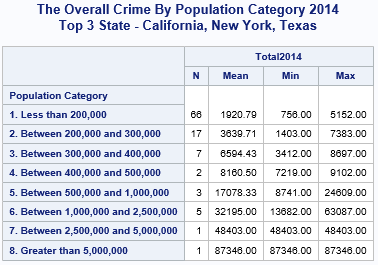 The Overall Crime By Population Category 2014
Top 3 State - California, New York, Texas
Total2014
N Mean Min Max
Population Category
1. Less than 200,000 66 1920.79 756.00 5152.00
2. Between 200,000 and 300,000 17 3639.71 1403.00 7383.00
3. Between 300,000 and 400,000 7 6594.43 3412.00 8697.00
4. Between 400,000 and 500,000 2 8160.50 7219.00 9102.00
5. Between 500,000 and 1,000,000 3 17078.33 8741.00 24609.00
6. Between 1,000,000 and 2,500,000 5 32195.00 13682.00 63087.00
7. Between 2,500,000 and 5,000,000 1 48403.00 48403.00 48403.00
8. Greater than 5,000,000 1 87346.00 87346.00 87346.00